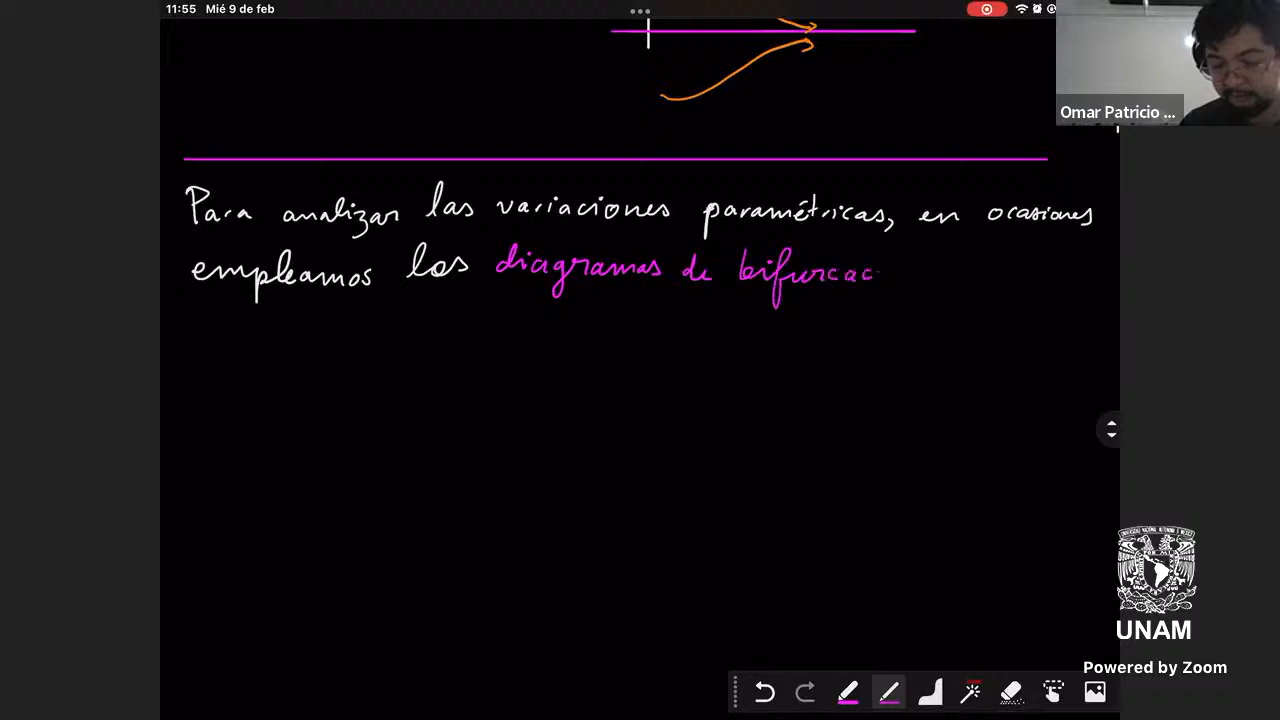 11:55 Mié 9 de feb
Omar Patricio ...
Para analizar las variaciones paramétricas, en ocasiones
empleamos los diagramas de bifurcac
UNAM
Powered by Zoom